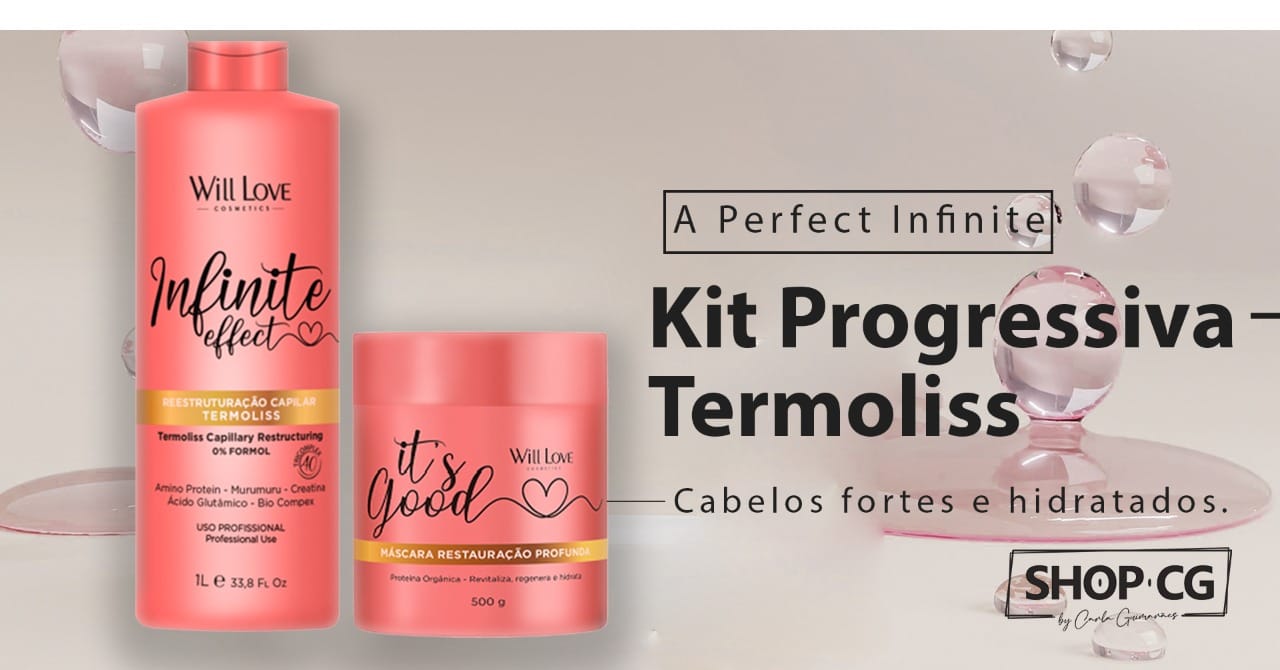 Will Love
COSMETICS
Infinite
effect
REESTRUTURAÇÃO CAPILAR
TERMOLISS
Termoliss Capillary Restructuring
0% FORMOL
Amino Protein - Murumuru - Creatina
Ácido Glutâmico - Bio Compex
USO PROFISSIONAL
Professional Use
1L e 33,8 FL Oz
it's
Good
Will Love
COSMETICS
MÁSCARA RESTAURAÇÃO PROFUNDA
Proteína Orgânica - Revitaliza, regenera e hidrata
500 g
A Perfect Infinite
Kit Progressiva
Termoliss
Cabelos fortes e hidratados.
SHOP·CG
by Carla Guimarães